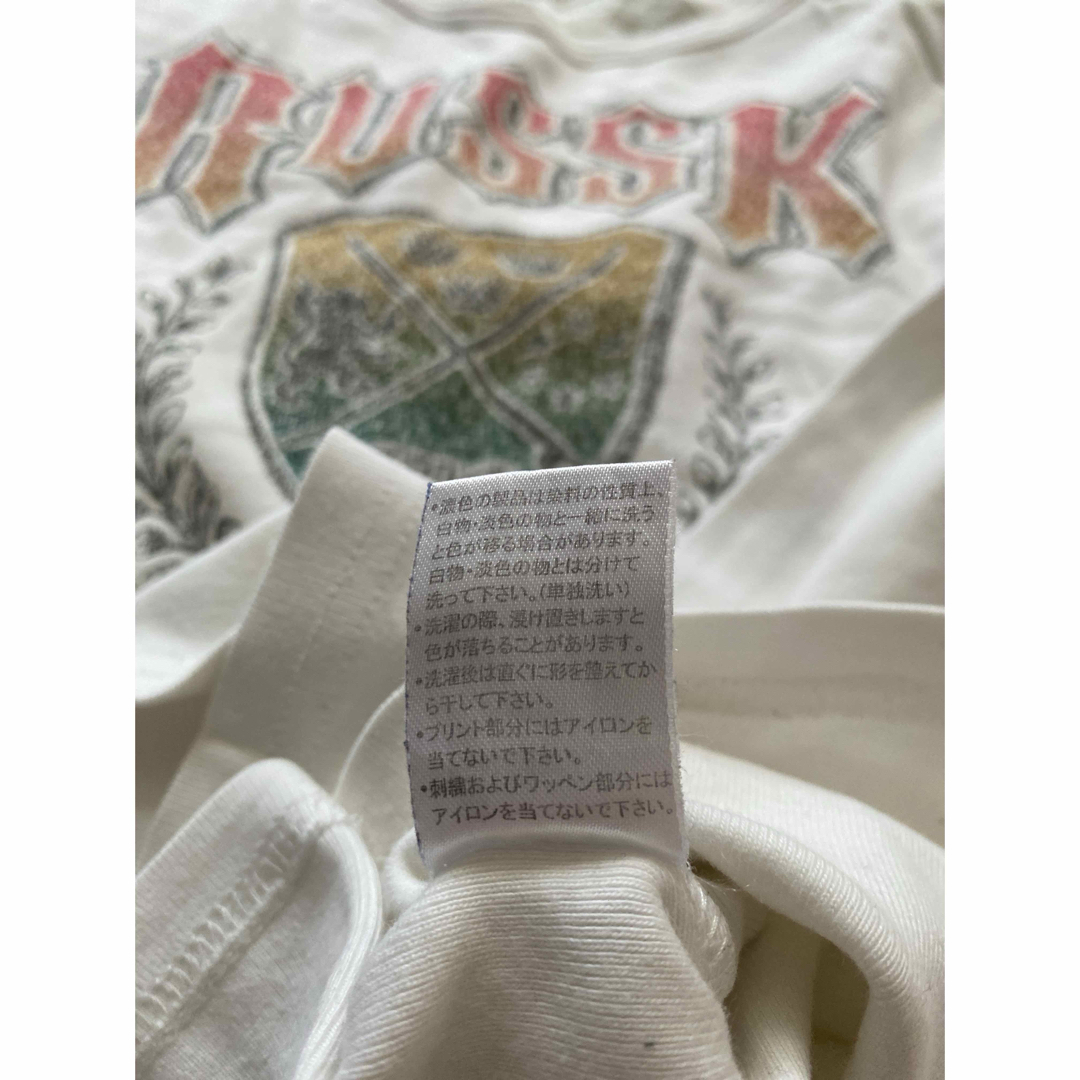 RUSSK
•濃色の製品は染料の性質上、
白物・淡色の物と一緒に洗う
と色が移る場合があります。
白物・淡色の物とは分けて
洗って下さい。(単独洗い)
•洗濯の際、浸け置きしますと
色が落ちることがあります。
•洗濯後は直ぐに形を整えてか
ら干して下さい。
•プリント部分にはアイロンを
当てないで下さい。
•刺繍およびワッペン部分には
アイロンを当てないで下さい。